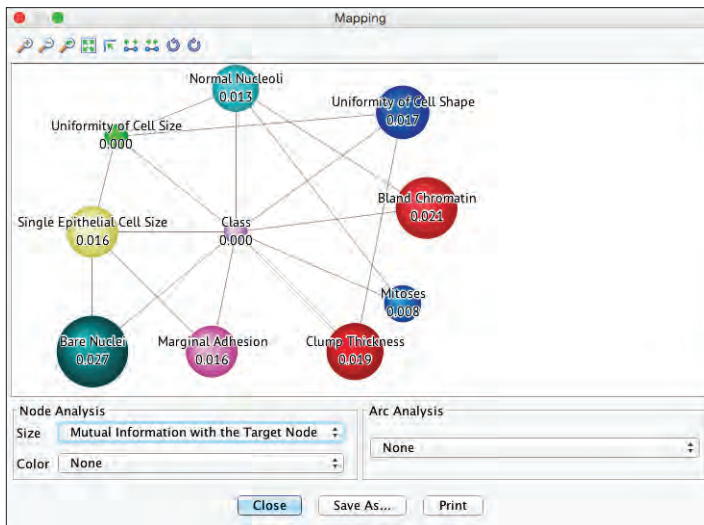 Mapping
Normal Nucleoli
0.013
Uniformity of Cell Shape
0.017
Uniformity of Cell Size
0.000
Bland Chromatin
0.021
Single Epithelial Cell Size
0.016
Class
0.000
Mitoses
0.008
Bare Nuclei
0.027
Marginal Adhesion
0.016
Clump Thickness
0.019
Node Analysis
Size Mutual Information with the Target Node
Color None
Arc Analysis
None
Close Save As... Print